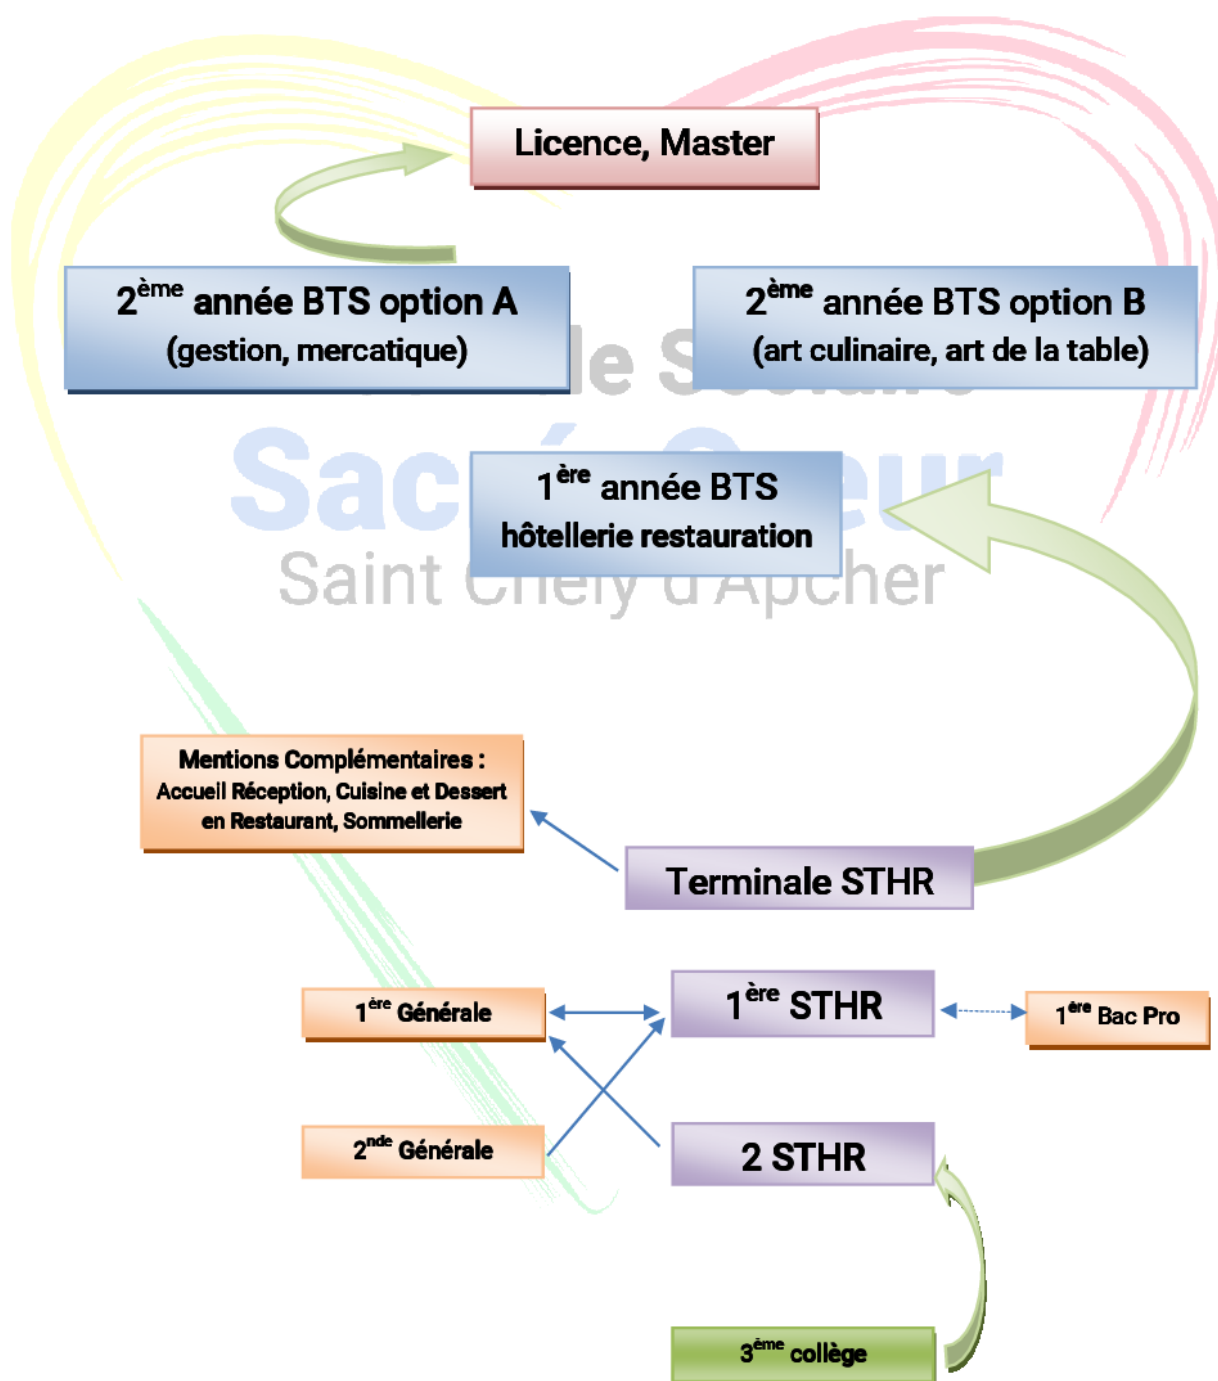 Licence, Master
2ème année BTS option A
(gestion, mercatique)
2ème année BTS option B
(art culinaire, art de la table)
1ère année BTS
hôtellerie restauration
Saint Chély d'Apcher
Mentions Complémentaires :
Accueil Réception, Cuisine et Dessert
en Restaurant, Sommellerie
Terminale STHR
1ère Générale
1ère STHR
1ère Bac Pro
2nde Générale
2 STHR
3ème collège